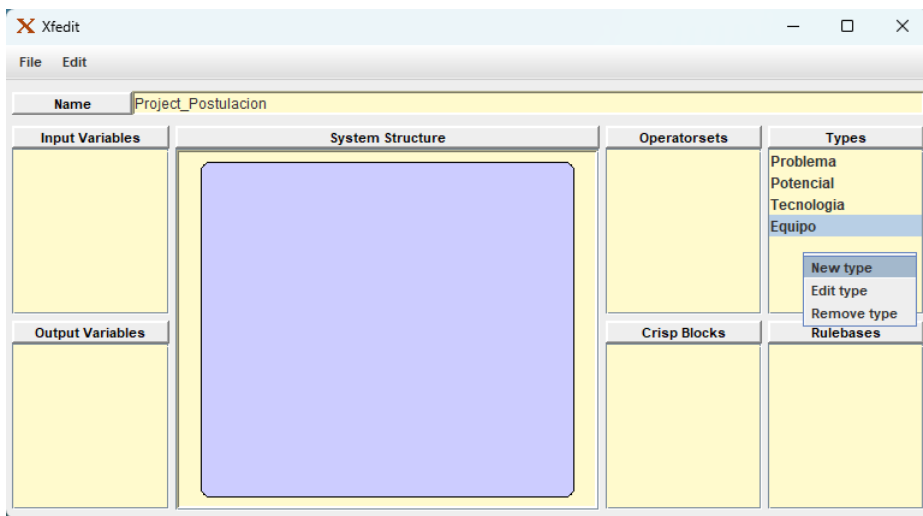 Xfedit
File Edit
Name Project_Postulacion
Input Variables System Structure Operatorsets Types
Problema
Potencial
Tecnologia
Equipo
New type
Edit type
Remove type
Output Variables Crisp Blocks Rulebases